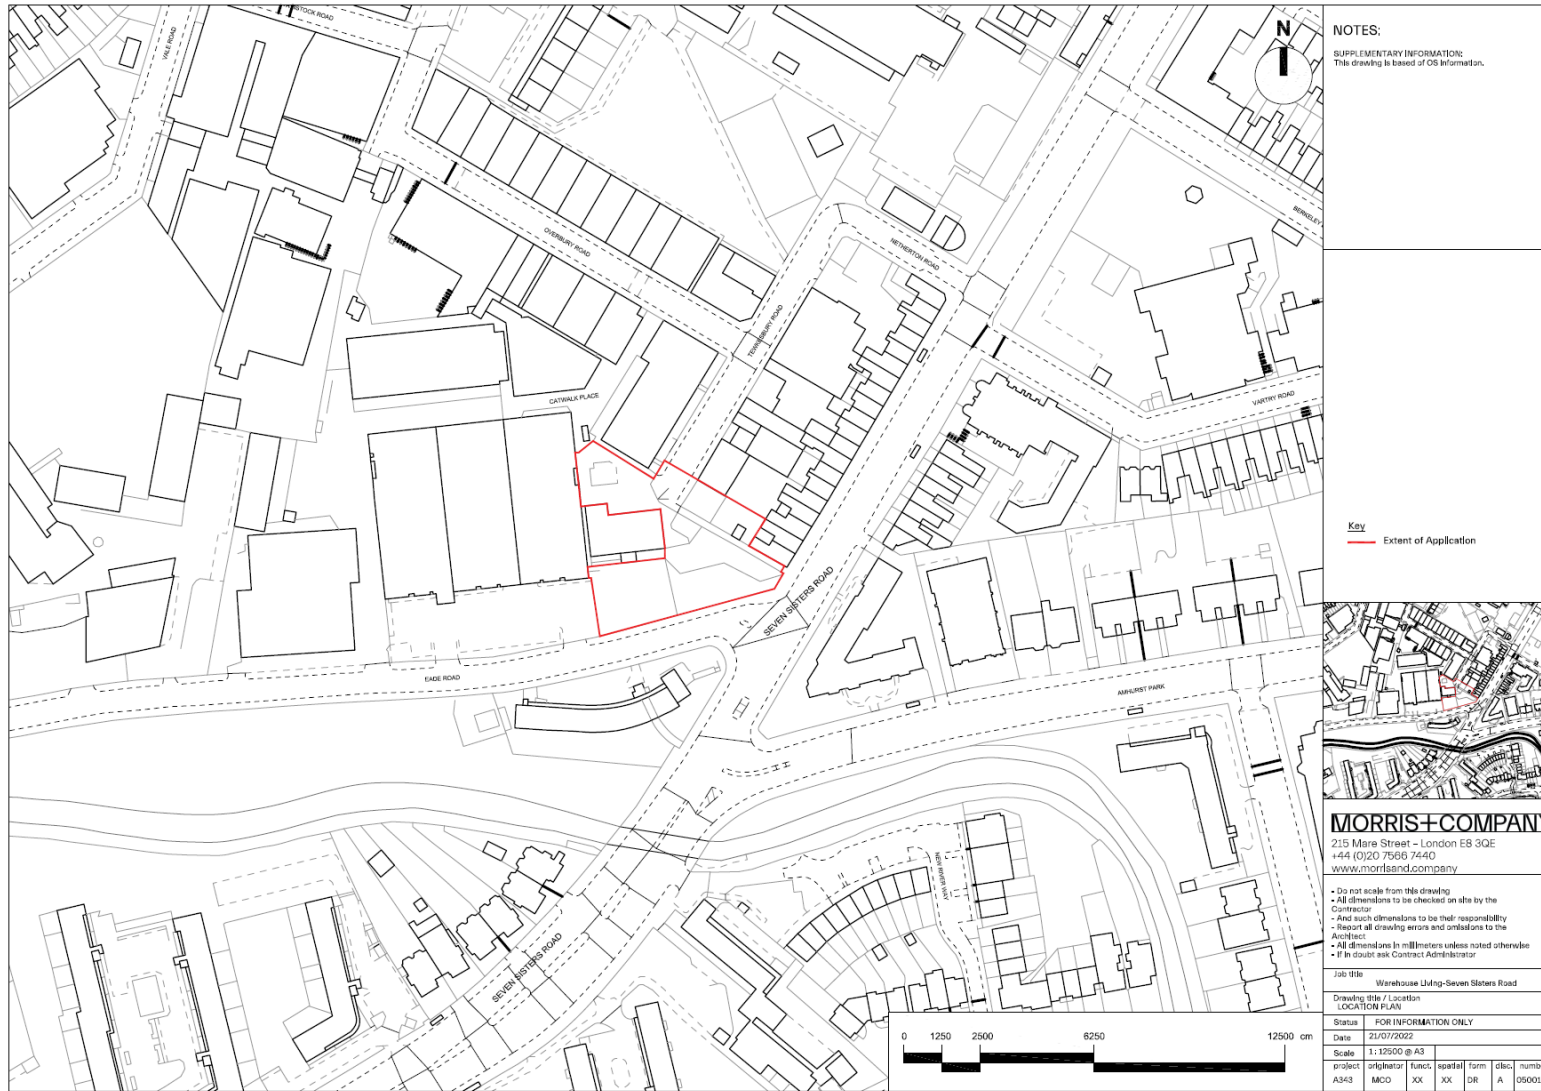 STOCK ROAD
VALE ROAD
OVERBURY ROAD
NETHERTON ROAD
BERKELEY
TEWKESBURY ROAD
CATWALK PLACE
VARTRY ROAD
SEVEN SISTERS ROAD
EADE ROAD
AMHURST PARK
NEW RIVER WAY
SEVEN SISTERS ROAD
0 1250 2500 6250 12500 cm
N
NOTES:
SUPPLEMENTARY INFORMATION:
This drawing is based of OS information.
Key
Extent of Application
MORRIS+COMPANY
215 Mare Street – London E8 3QE
+44 (0)20 7566 7440
www.morrisand.company
- Do not scale from this drawing
- All dimensions to be checked on site by the
Contractor
- And such dimensions to be their responsibility
- Report all drawing errors and omissions to the
Architect
- All dimensions in millimeters unless noted otherwise
- If in doubt ask Contract Administrator
Job title
Warehouse Living-Seven Sisters Road
Drawing title / Location
LOCATION PLAN
Status FOR INFORMATION ONLY
Date 21/07/2022
Scale 1:12500 @ A3
project originator funct. spatial form disc. numb
A343 MCO XX XX DR A 05001